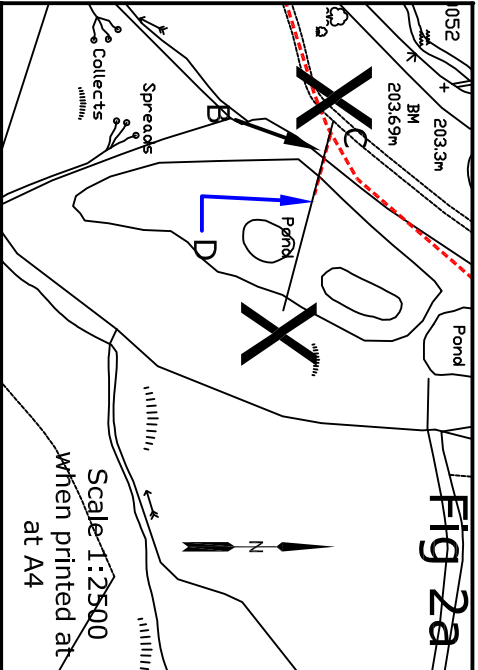 Fig 2a
Pond
203.3m
BM
203.69m
X
C
Pond
X
B
D
Spreads
Collects
N
Scale 1:2500
when printed at
at A4